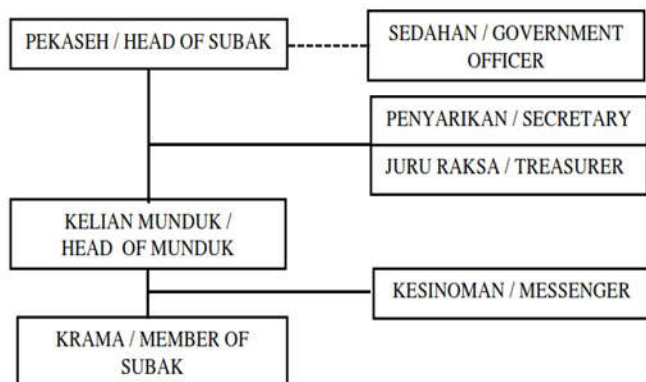 PEKASEH / HEAD OF SUBAK
SEDAHAN / GOVERNMENT
OFFICER
PENYARIKAN / SECRETARY
JURU RAKSA / TREASURER
KELIAN MUNDUK /
HEAD OF MUNDUK
KESINOMAN / MESSENGER
KRAMA / MEMBER OF
SUBAK